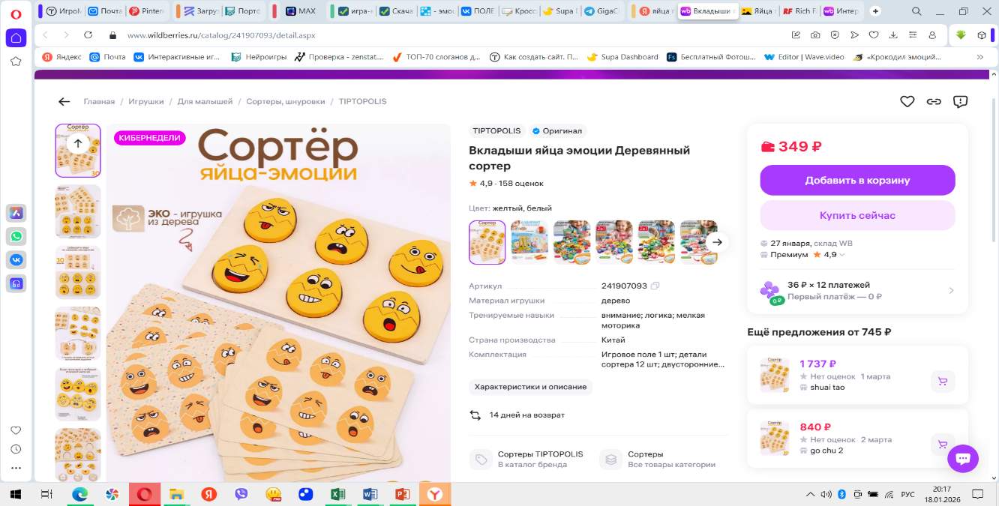 ИгроМ
Почта
Pinter
Загруз
Портф
MAX
игра-
Скача
- эмо
ПОЛЕ
Кросс
Supa D
GigaCh
яйца п
Вкладыши в
Яйца
Rich Fa
Интер
www.wildberries.ru/catalog/241907093/detail.aspx
Яндекс
Почта
Интерактивные иг...
Нейроигры
Проверка - zenstat....
ТОП-70 слоганов д...
Как создать сайт. П...
Supa Dashboard
Бесплатный Фотош...
Editor | Wave.video
«Крокодил эмоций...
Главная / Игрушки / Для малышей / Сортеры, шнуровки / TIPTOPOLIS
КИБЕРНЕДЕЛИ
Сортёр
яйца-эмоции
ЭКО - игрушка
из дерева
TIPTOPOLIS
Оригинал
Вкладыши яйца эмоции Деревянный
сортер
4,9 · 158 оценок
Цвет: желтый, белый
Артикул 241907093
Материал игрушки дерево
Тренируемые навыки внимание; логика; мелкая
моторика
Страна производства Китай
Комплектация Игровое поле 1 шт; детали
сортера 12 шт; двусторонние...
Характеристики и описание
14 дней на возврат
Сортеры TIPTOPOLIS
В каталог бренда
Сортеры
Все товары категории
349 ₽
Добавить в корзину
Купить сейчас
27 января, склад WB
Премиум 4,9
36 ₽ × 12 платежей
Первый платёж — 0 ₽
0 ₽
Ещё предложения от 745 ₽
1 737 ₽
Нет оценок 1 марта
shuai tao
840 ₽
Нет оценок 2 марта
go chu 2
РУС
20:17
18.01.2026